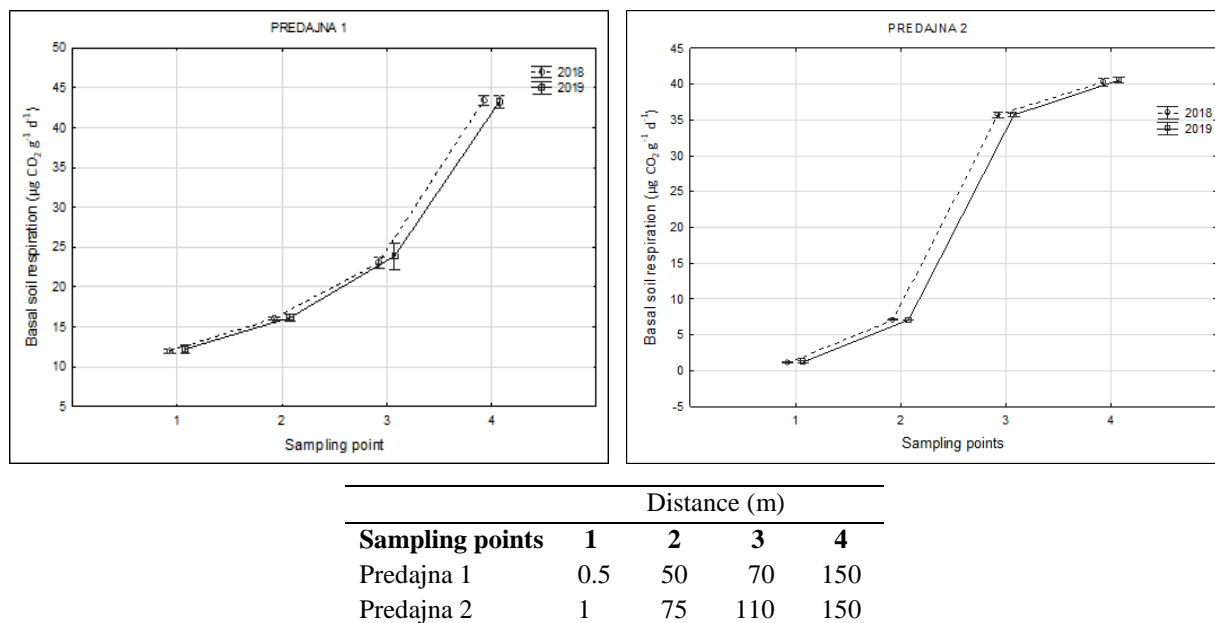 PREDAJNA 1
Basal soil respiration (µg CO₂ g⁻¹ d⁻¹)
50
45
40
35
30
25
20
15
10
5
2018
2019
1 2 3 4
Sampling point
PREDAJNA 2
Basal soil respiration (µg CO₂ g⁻¹ d⁻¹)
45
40
35
30
25
20
15
10
5
0
-5
2018
2019
1 2 3 4
Sampling points
Distance (m)
Sampling points 1 2 3 4
Predajna 1 0.5 50 70 150
Predajna 2 1 75 110 150